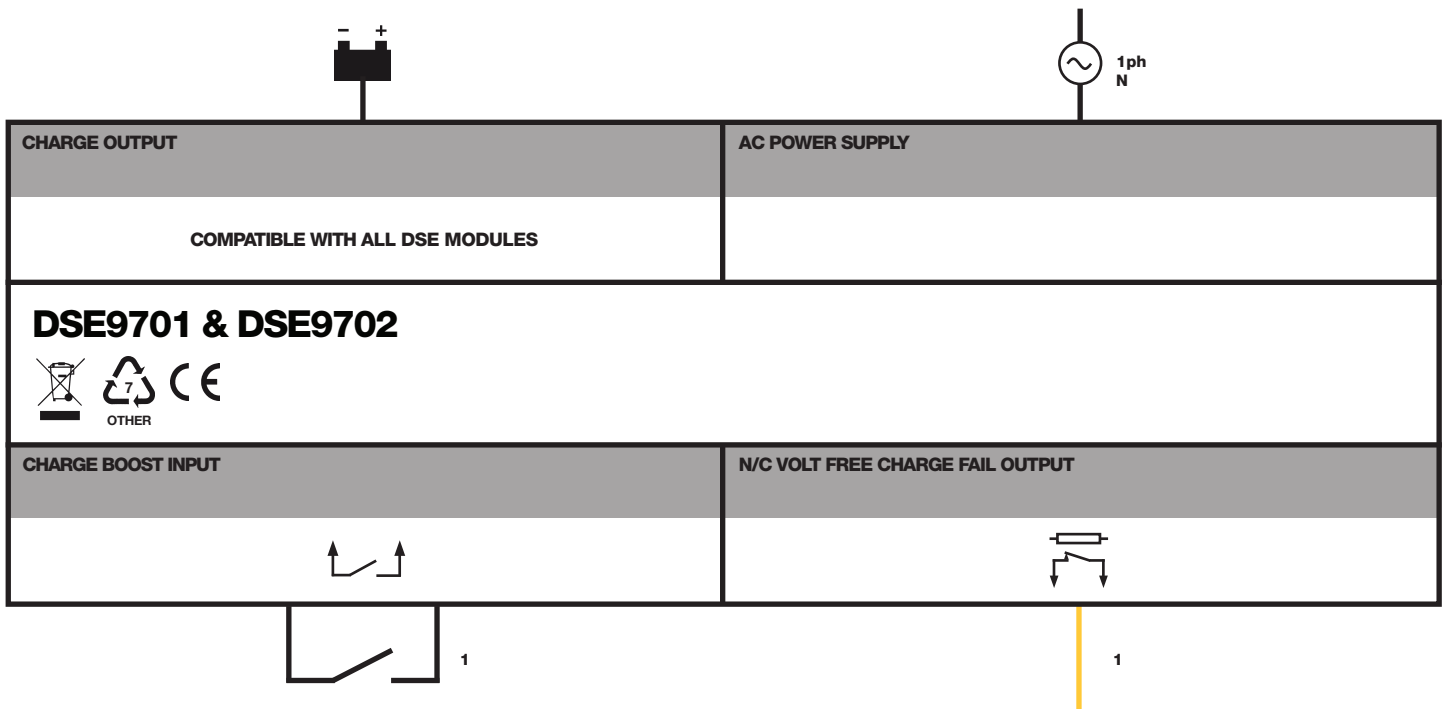 - +
1ph
N
CHARGE OUTPUT
AC POWER SUPPLY
COMPATIBLE WITH ALL DSE MODULES
DSE9701 & DSE9702
7
CE
OTHER
CHARGE BOOST INPUT
N/C VOLT FREE CHARGE FAIL OUTPUT
1
1